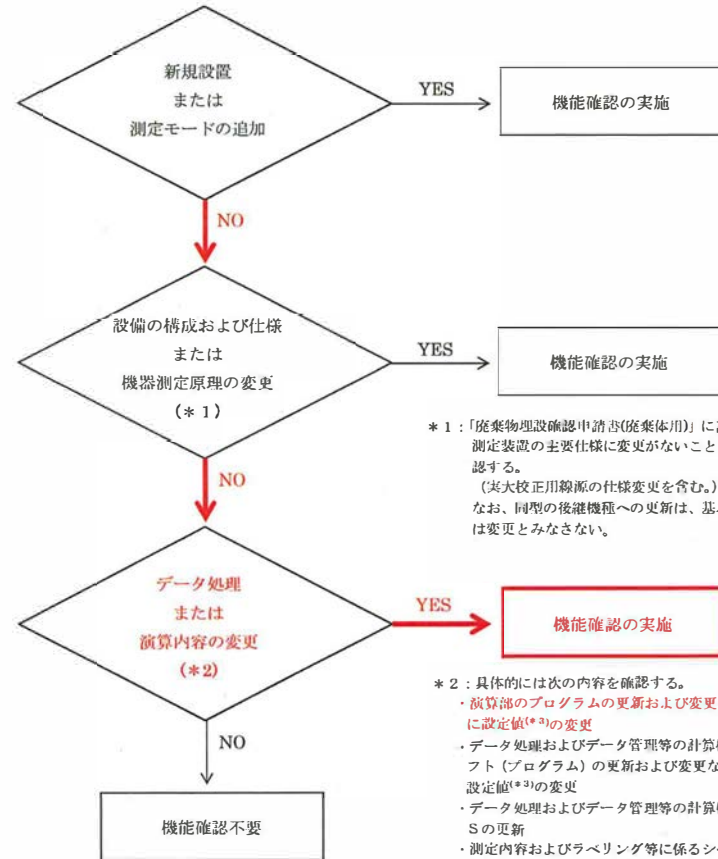 新規設置
または
測定モードの追加
YES
機能確認の実施
NO
設備の構成および仕様
または
機器測定原理の変更
(*1)
YES
機能確認の実施
*1:「廃棄物埋設確認申請書(廃棄体用)」に
測定装置の主要仕様に変更がないこと
認する。
(実大校正用線源の仕様変更を含む。)
なお、同型の後継機種への更新は、基
は変更とみなさない。
NO
データ処理
または
演算内容の変更
(*2)
YES
機能確認の実施
*2:具体的には次の内容を確認する。
・演算部のプログラムの更新および変更
に設定値(*3)の変更
・データ処理およびデータ管理等の計算
フト(プログラム)の更新および変更な
設定値(*3)の変更
・データ処理およびデータ管理等の計算
Sの更新
・測定内容およびラベリング等に係るシ
NO
機能確認不要